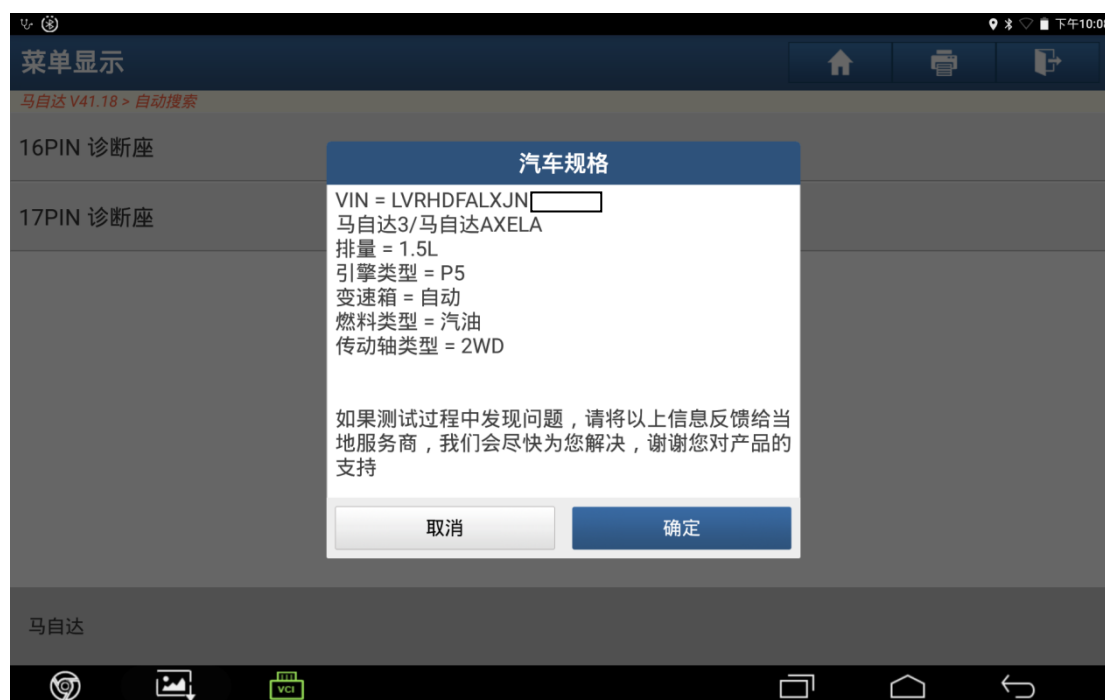 下午10:08
菜单显示
马自达 V41.18 > 自动搜索
16PIN 诊断座
17PIN 诊断座
汽车规格
VIN = LVRHDFALXJN
马自达3/马自达AXELA
排量 = 1.5L
引擎类型 = P5
变速箱 = 自动
燃料类型 = 汽油
传动轴类型 = 2WD
如果测试过程中发现问题，请将以上信息反馈给当
地服务商，我们会尽快为您解决，谢谢您对产品的
支持
取消
确定
马自达
VCI